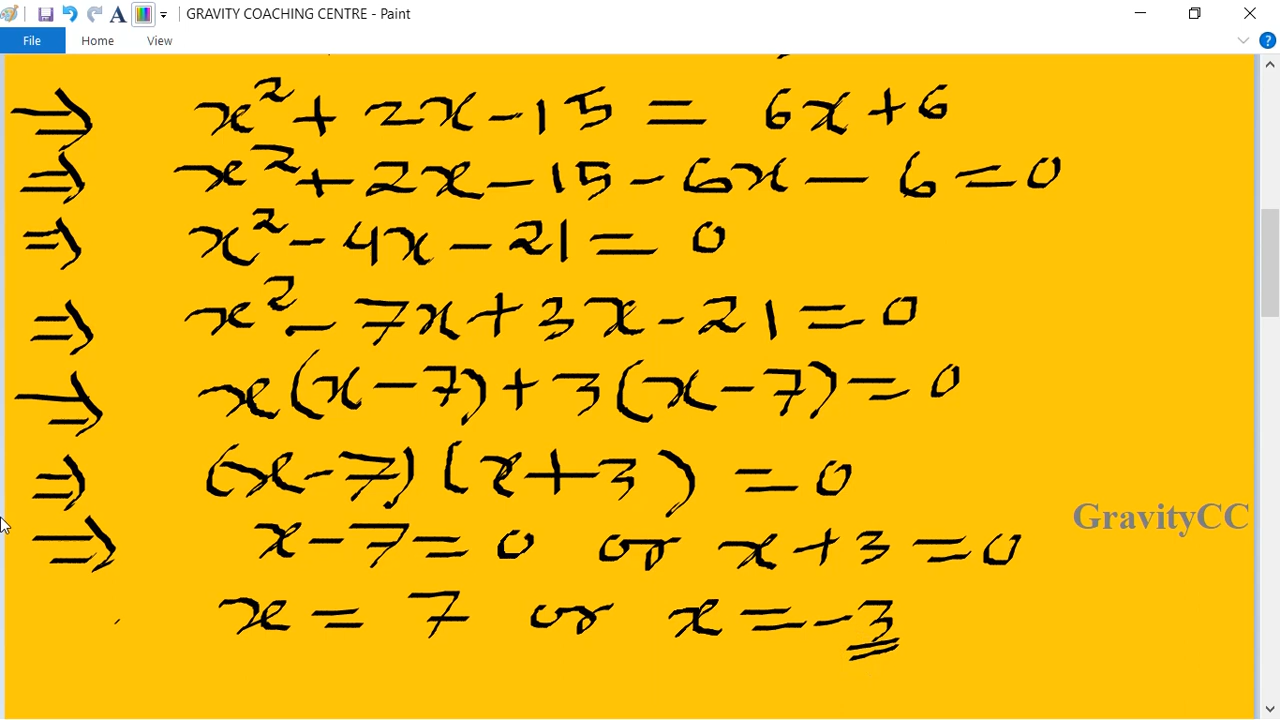 GRAVITY COACHING CENTRE - Paint
File Home View
⇒ x² + 2x - 15 = 6x + 6
⇒ x² + 2x - 15 - 6x - 6 = 0
⇒ x² - 4x - 21 = 0
⇒ x² - 7x + 3x - 21 = 0
⇒ x(x - 7) + 3(x - 7) = 0
⇒ (x - 7)(x + 3) = 0
GravityCC
⇒ x - 7 = 0 or x + 3 = 0
x = 7 or x = -3